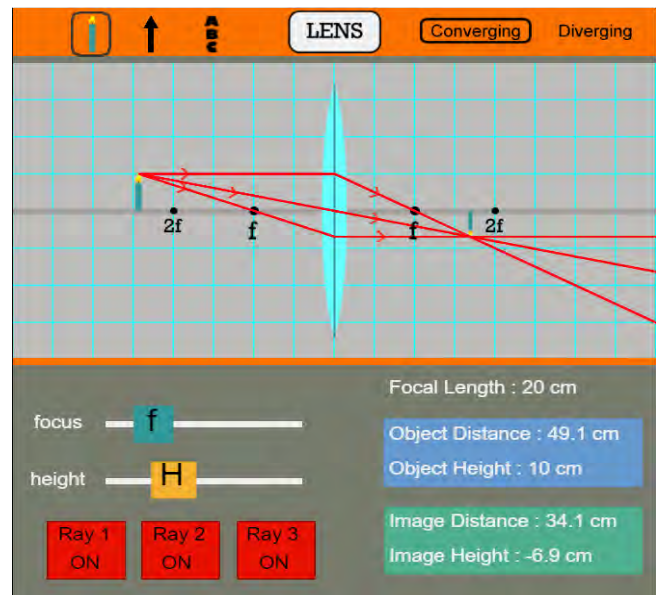 A
B
C
LENS
Converging
Diverging
2f
f
f
2f
Focal Length : 20 cm
focus
f
Object Distance : 49.1 cm
Object Height : 10 cm
height
H
Image Distance : 34.1 cm
Image Height : -6.9 cm
Ray 1
ON
Ray 2
ON
Ray 3
ON